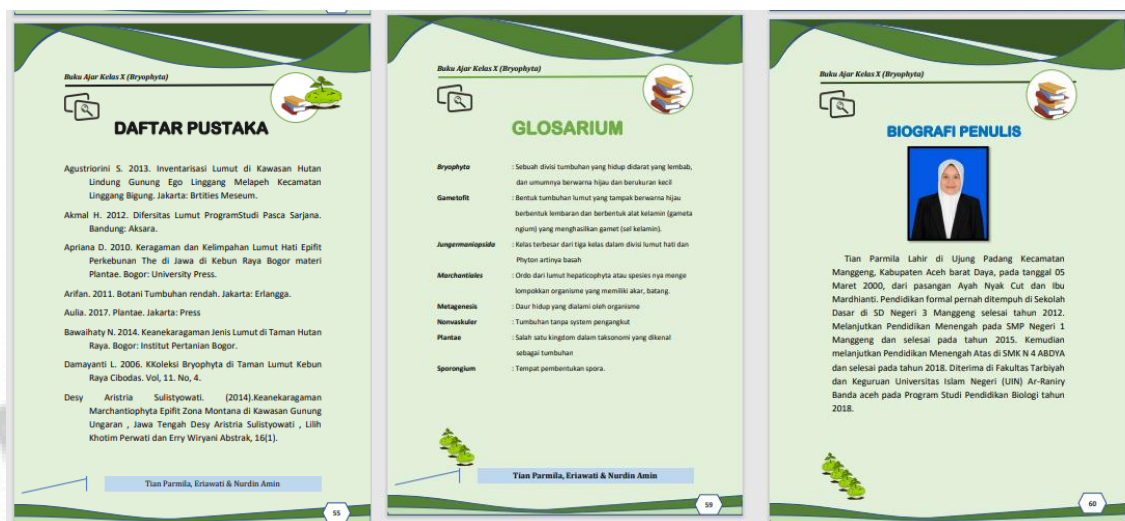 Buku Ajar Kelas X (Bryophyta)
DAFTAR PUSTAKA
Agustriorini S. 2013. Inventarisasi Lumut di Kawasan Hutan
Lindung Gunung Ego Linggang Melapeh Kecamatan
Linggang Bigung. Jakarta: Brtities Meseum.
Akmal H. 2012. Difersitas Lumut ProgramStudi Pasca Sarjana.
Bandung: Aksara.
Apriana D. 2010. Keragaman dan Kelimpahan Lumut Hati Epifit
Perkebunan The di Jawa di Kebun Raya Bogor materi
Plantae. Bogor: University Press.
Arifan. 2011. Botani Tumbuhan rendah. Jakarta: Erlangga.
Aulia. 2017. Plantae. Jakarta: Press
Bawaihaty N. 2014. Keanekaragaman Jenis Lumut di Taman Hutan
Raya. Bogor: Institut Pertanian Bogor.
Damayanti L. 2006. KKoleksi Bryophyta di Taman Lumut Kebun
Raya Cibodas. Vol, 11. No, 4.
Desy Aristria Sulistyowati. (2014).Keanekaragaman
Marchantiophyta Epifit Zona Montana di Kawasan Gunung
Ungaran , Jawa Tengah Desy Aristria Sulistyowati , Lilih
Khotim Perwati dan Erry Wiryani Abstrak, 16(1).
Tian Parmila, Eriawati & Nurdin Amin
55
Buku Ajar Kelas X (Bryophyta)
GLOSARIUM
Bryophyta : Sebuah divisi tumbuhan yang hidup didarat yang lembab,
dan umumnya berwarna hijau dan berukuran kecil
Gametofit : Bentuk tumbuhan lumut yang tampak berwarna hijau
berbentuk lembaran dan berbentuk alat kelamin (gameta
ngium) yang menghasilkan gamet (sel kelamin).
Jungermaniopsida : Kelas terbesar dari tiga kelas dalam divisi lumut hati dan
Phyton artinya basah
Marchantiales : Ordo dari lumut hepaticophyta atau spesies nya menge
lompokkan organisme yang memiliki akar, batang.
Metagenesis : Daur hidup yang dialami oleh organisme
Nonvaskuler : Tumbuhan tanpa system pengangkut
Plantae : Salah satu kingdom dalam taksonomi yang dikenal
sebagai tumbuhan
Sporongium : Tempat pembentukan spora.
Tian Parmila, Eriawati & Nurdin Amin
59
Buku Ajar Kelas X (Bryophyta)
BIOGRAFI PENULIS
Tian Parmila Lahir di Ujung Padang Kecamatan
Manggeng, Kabupaten Aceh barat Daya, pada tanggal 05
Maret 2000, dari pasangan Ayah Nyak Cut dan Ibu
Mardhianti. Pendidikan formal pernah ditempuh di Sekolah
Dasar di SD Negeri 3 Manggeng selesai tahun 2012.
Melanjutkan Pendidikan Menengah pada SMP Negeri 1
Manggeng dan selesai pada tahun 2015. Kemudian
melanjutkan Pendidikan Menengah Atas di SMK N 4 ABDYA
dan selesai pada tahun 2018. Diterima di Fakultas Tarbiyah
dan Keguruan Universitas Islam Negeri (UIN) Ar-Raniry
Banda aceh pada Program Studi Pendidikan Biologi tahun
2018.
60